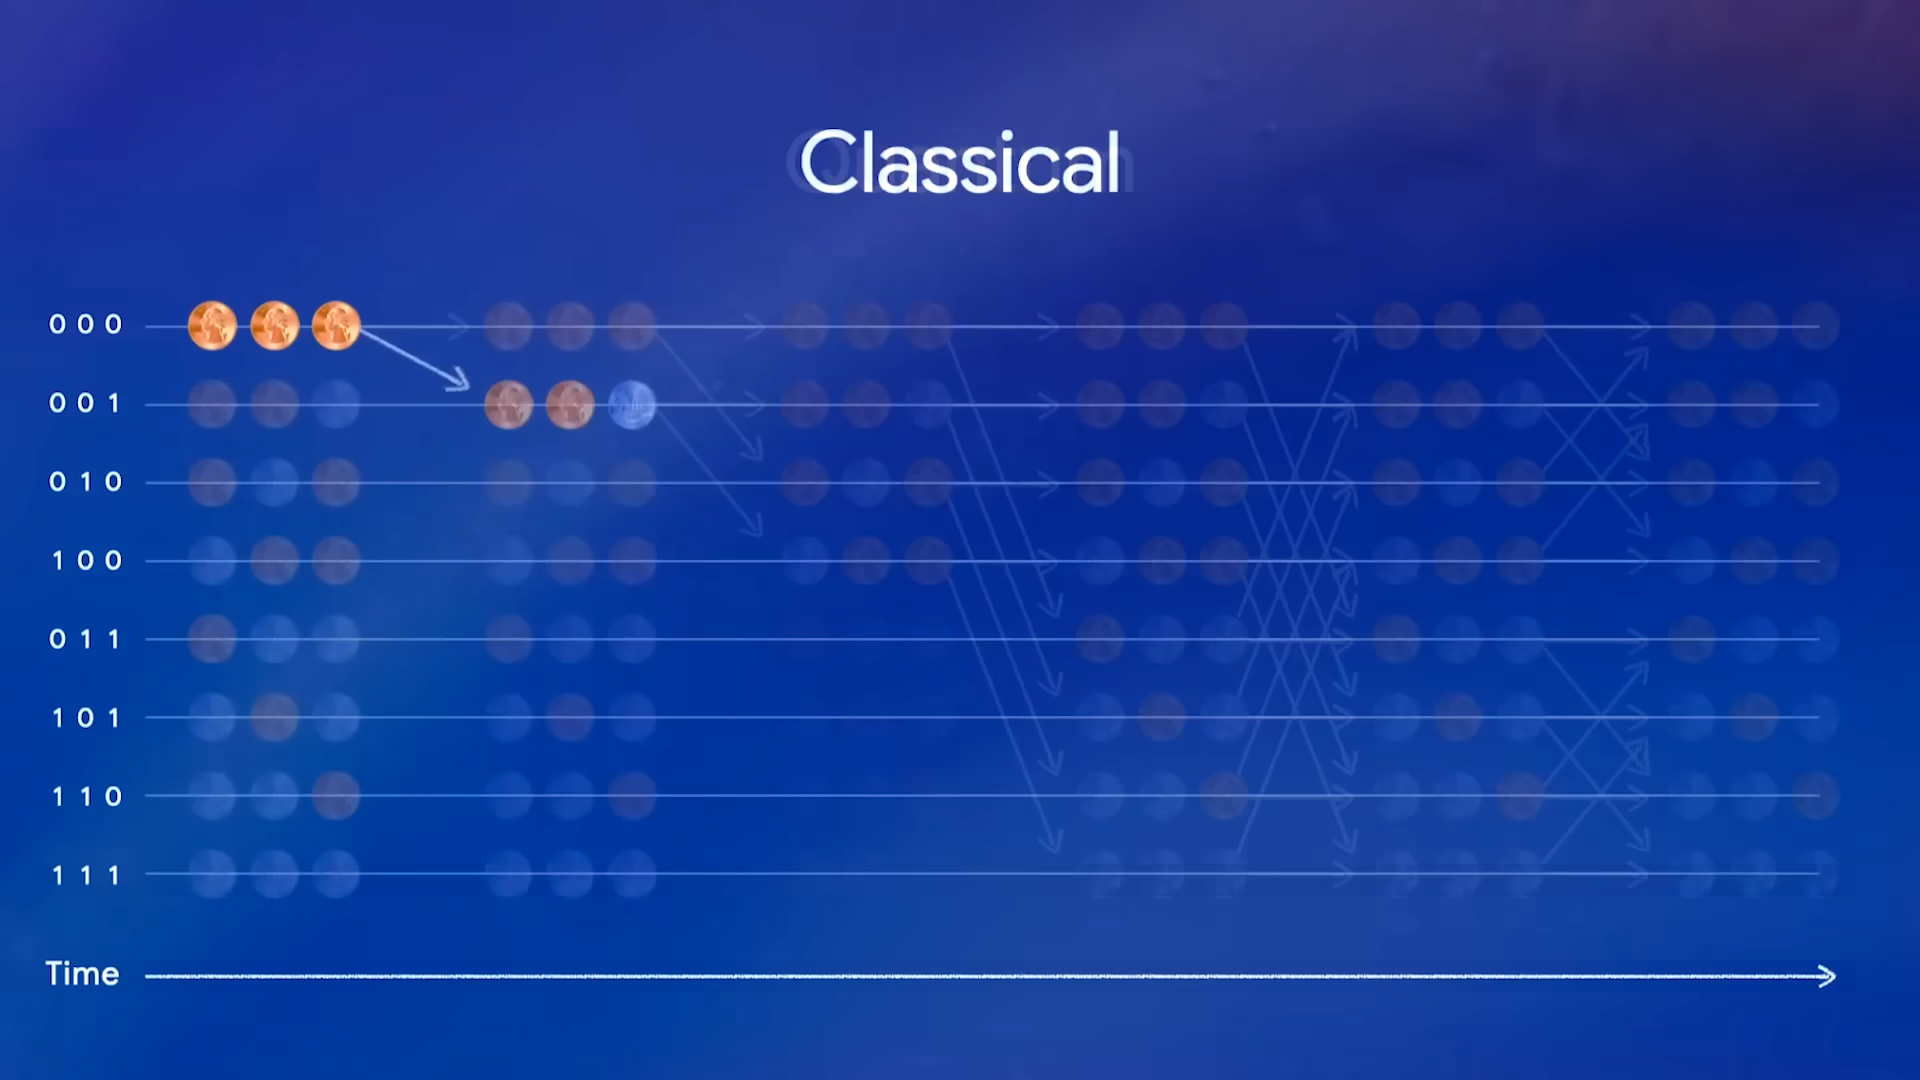 Classical
0 0 0
0 0 1
0 1 0
1 0 0
0 1 1
1 0 1
1 1 0
1 1 1
Time